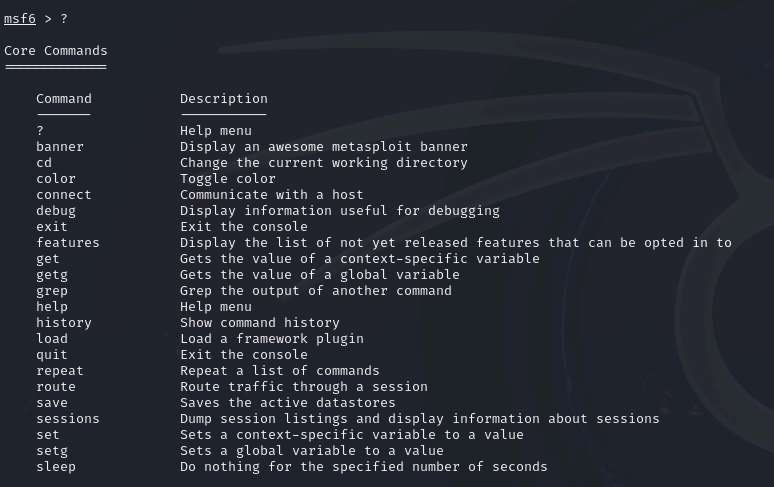 msf6 > ?
Core Commands
=============
Command Description
------- -----------
? Help menu
banner Display an awesome metasploit banner
cd Change the current working directory
color Toggle color
connect Communicate with a host
debug Display information useful for debugging
exit Exit the console
features Display the list of not yet released features that can be opted in to
get Gets the value of a context-specific variable
getg Gets the value of a global variable
grep Grep the output of another command
help Help menu
history Show command history
load Load a framework plugin
quit Exit the console
repeat Repeat a list of commands
route Route traffic through a session
save Saves the active datastores
sessions Dump session listings and display information about sessions
set Sets a context-specific variable to a value
setg Sets a global variable to a value
sleep Do nothing for the specified number of seconds